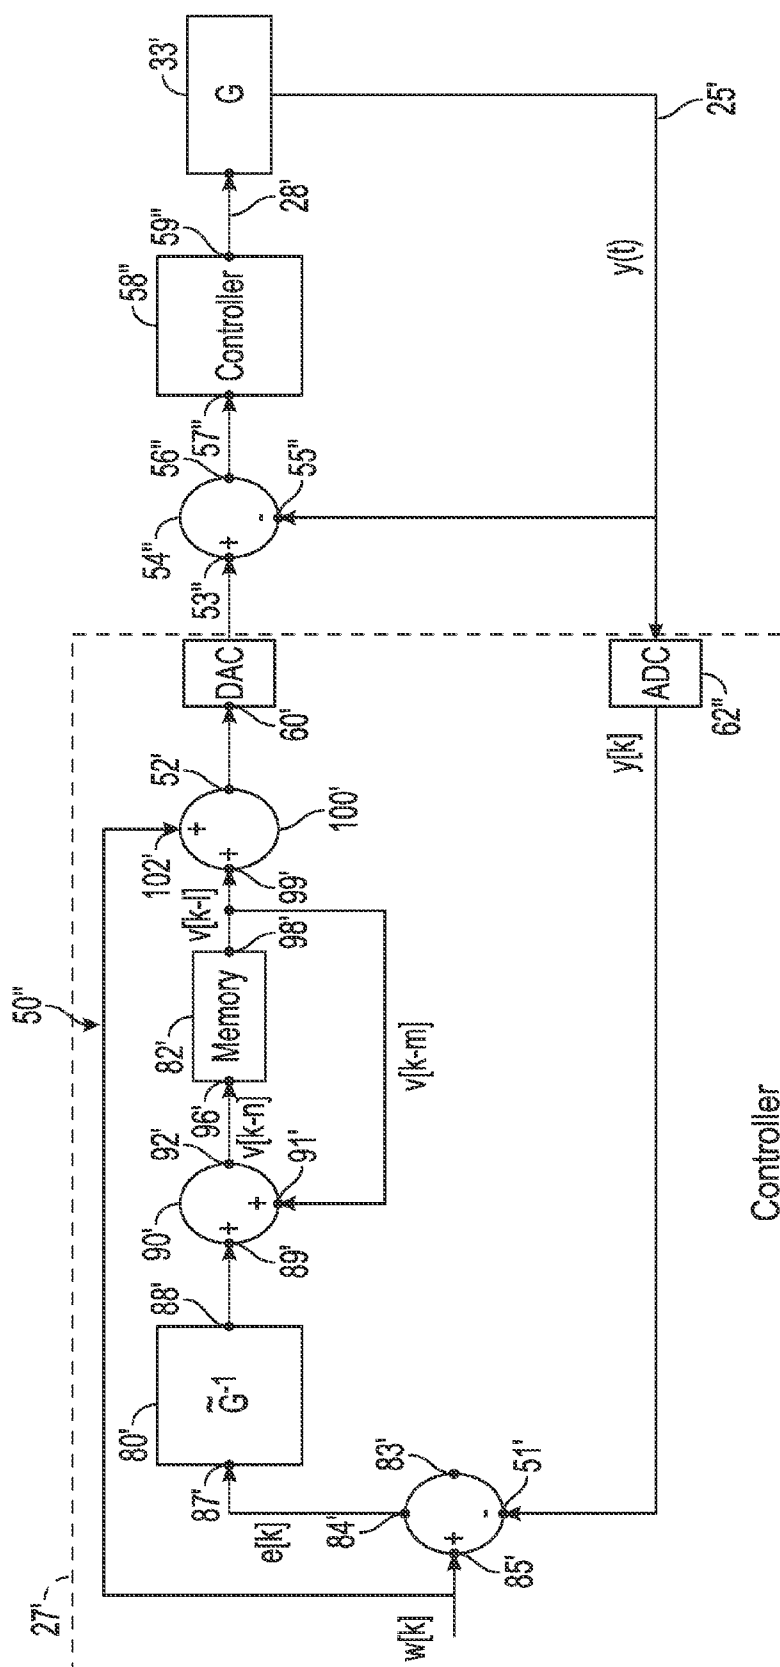 27'
50''
80'
G̃⁻¹
87'
88'
90'
+
+
89'
91'
92'
v[k-n]
96'
82'
Memory
98'
v[k-l]
v[k-m]
99'
102'
+
+
100'
52'
60'
DAC
53''
54''
+
-
55''
56''
57''
58''
Controller
59''
28'
33'
G
25'
y(t)
e[k]
w[k]
84'
83'
85'
+
-
51'
y[k]
ADC
62''
Controller